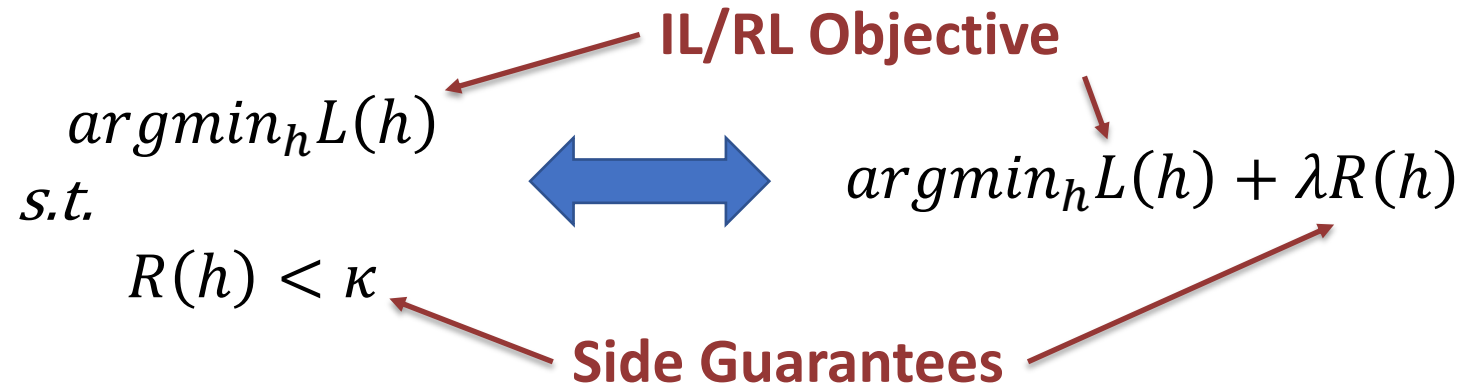 IL/RL Objective
argmin_h L(h)
s.t.
R(h) < κ
argmin_h L(h) + λR(h)
Side Guarantees